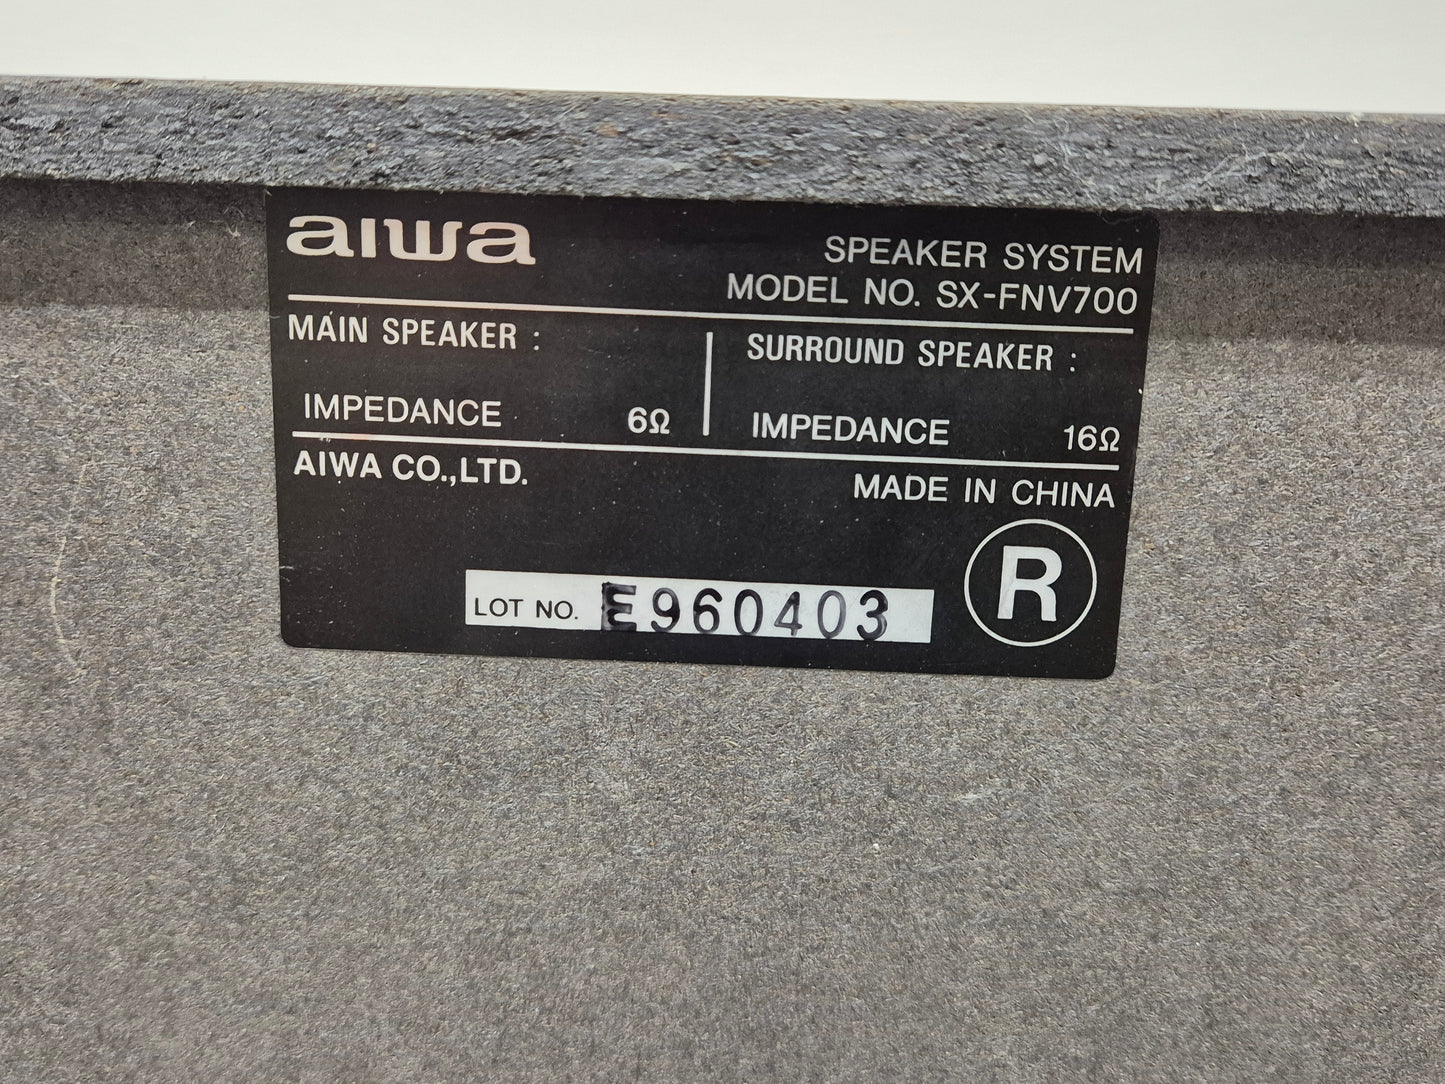 aiwa
SPEAKER SYSTEM
MODEL NO. SX-FNV700
MAIN SPEAKER :
IMPEDANCE 6Ω
SURROUND SPEAKER :
IMPEDANCE 16Ω
AIWA CO.,LTD.
MADE IN CHINA
R
LOT NO. E960403